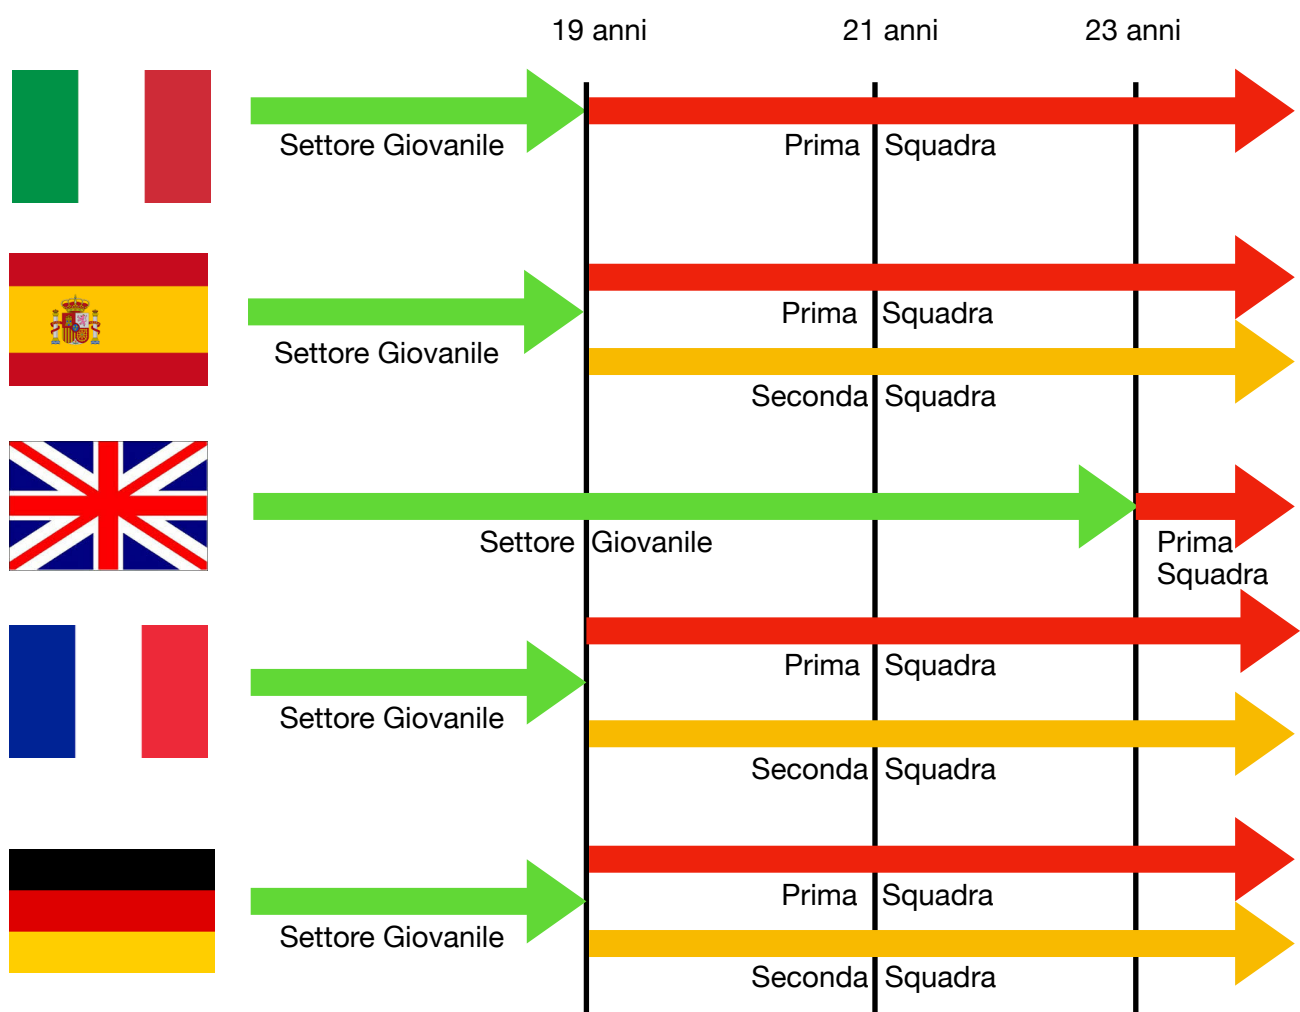 19 anni 21 anni 23 anni
Settore Giovanile Prima Squadra
Prima Squadra
Settore Giovanile
Seconda Squadra
Settore Giovanile Prima
Squadra
Prima Squadra
Settore Giovanile
Seconda Squadra
Prima Squadra
Settore Giovanile
Seconda Squadra